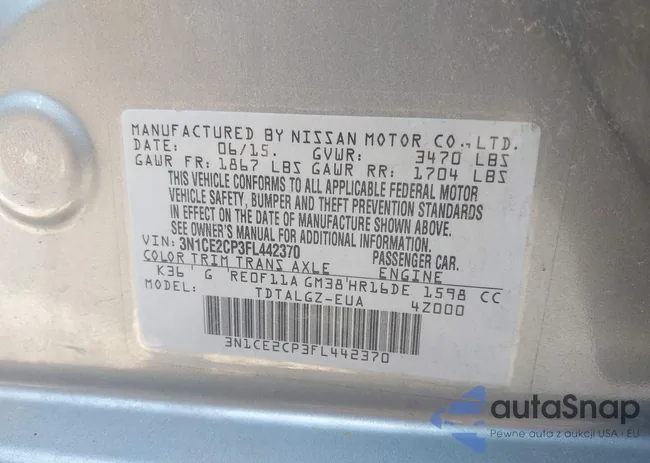 MANUFACTURED BY NISSAN MOTOR CO., LTD.
DATE: 06/15. GVWR: 3470 LBS
GAWR FR: 1867 LBS GAWR RR: 1704 LBS
THIS VEHICLE CONFORMS TO ALL APPLICABLE FEDERAL MOTOR
VEHICLE SAFETY, BUMPER AND THEFT PREVENTION STANDARDS
IN EFFECT ON THE DATE OF MANUFACTURE SHOWN ABOVE.
SEE OWNER'S MANUAL FOR ADDITIONAL INFORMATION.
VIN: 3N1CE2CP3FL442370 PASSENGER CAR.
COLOR TRIM TRANS AXLE ENGINE
K36 G RE0F11A GM38 HR16DE 1598 CC
MODEL: TDTALGZ-EUA 4Z000
3N1CE2CP3FL442370
autaSnap
Pewne auta z aukcji USA i EU